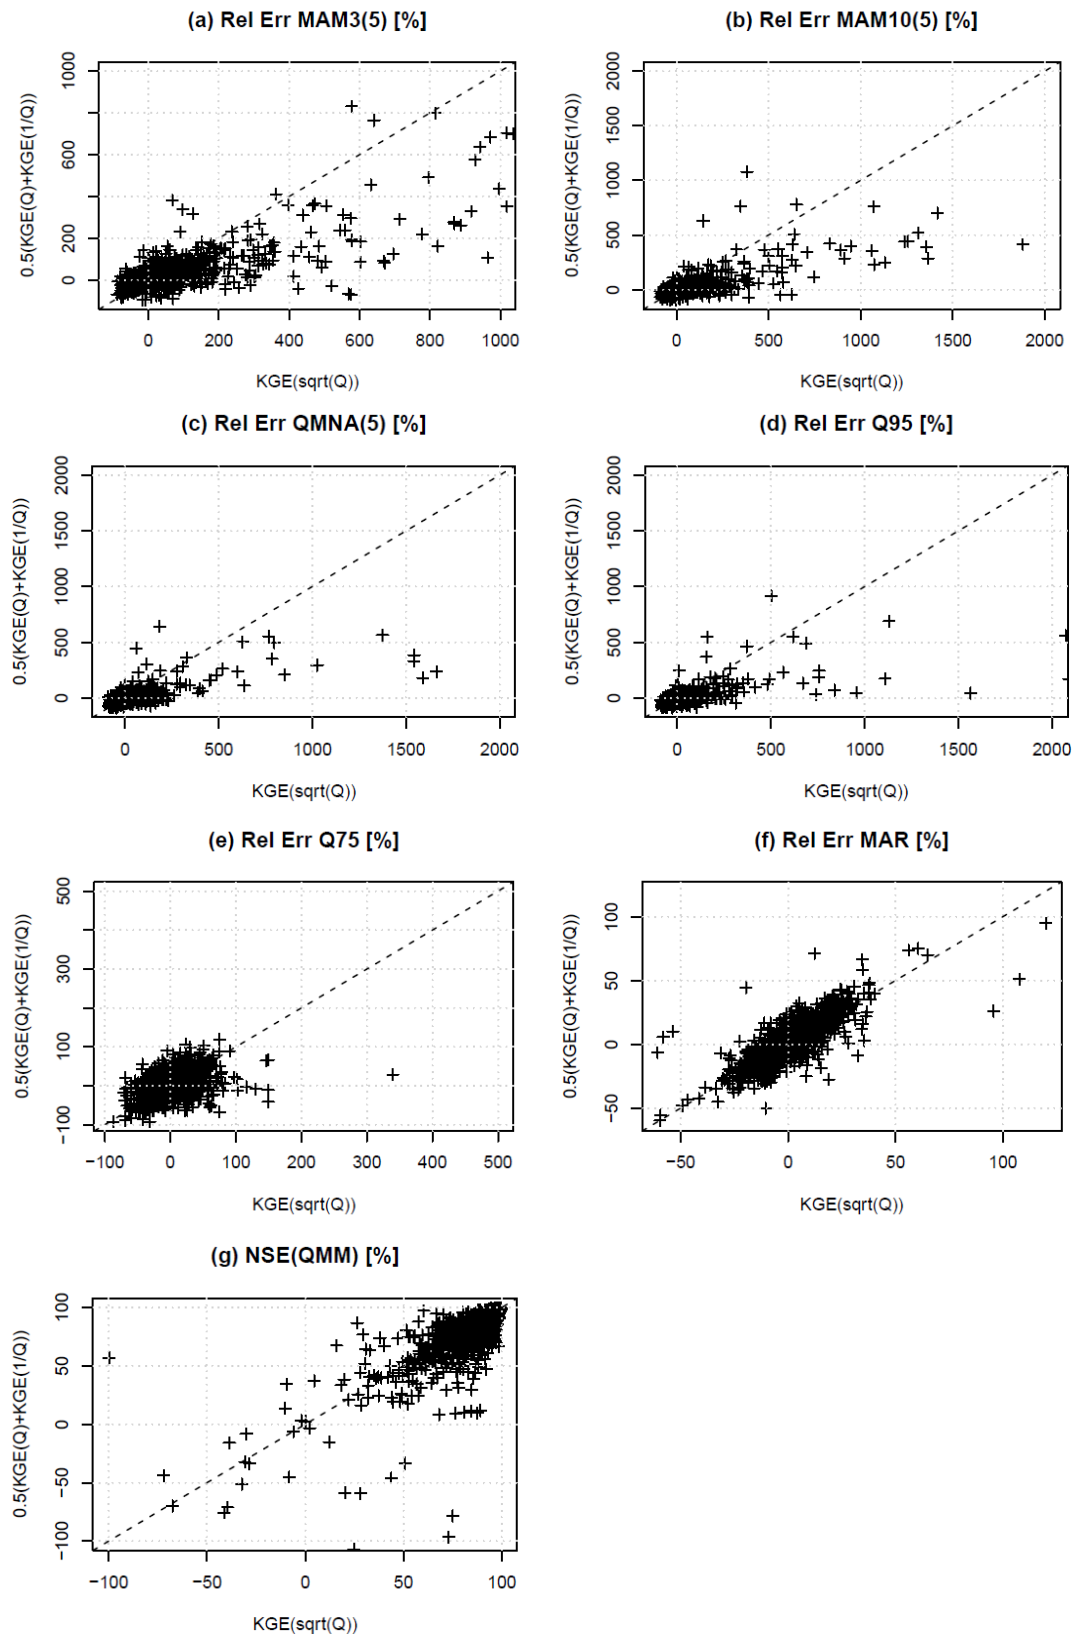 (a) Rel Err MAM3(5) [%]
0.5(KGE(Q)+KGE(1/Q))
1000
600
200
0
0 200 400 600 800 1000
KGE(sqrt(Q))
(b) Rel Err MAM10(5) [%]
0.5(KGE(Q)+KGE(1/Q))
2000
1500
1000
500
0
0 500 1000 1500 2000
KGE(sqrt(Q))
(c) Rel Err QMNA(5) [%]
0.5(KGE(Q)+KGE(1/Q))
2000
1500
1000
500
0
0 500 1000 1500 2000
KGE(sqrt(Q))
(d) Rel Err Q95 [%]
0.5(KGE(Q)+KGE(1/Q))
2000
1500
1000
500
0
0 500 1000 1500 2000
KGE(sqrt(Q))
(e) Rel Err Q75 [%]
0.5(KGE(Q)+KGE(1/Q))
500
300
100
−100
−100 0 100 200 300 400 500
KGE(sqrt(Q))
(f) Rel Err MAR [%]
0.5(KGE(Q)+KGE(1/Q))
100
50
0
−50
−50 0 50 100
KGE(sqrt(Q))
(g) NSE(QMM) [%]
0.5(KGE(Q)+KGE(1/Q))
100
50
0
−50
−100
−100 −50 0 50 100
KGE(sqrt(Q))